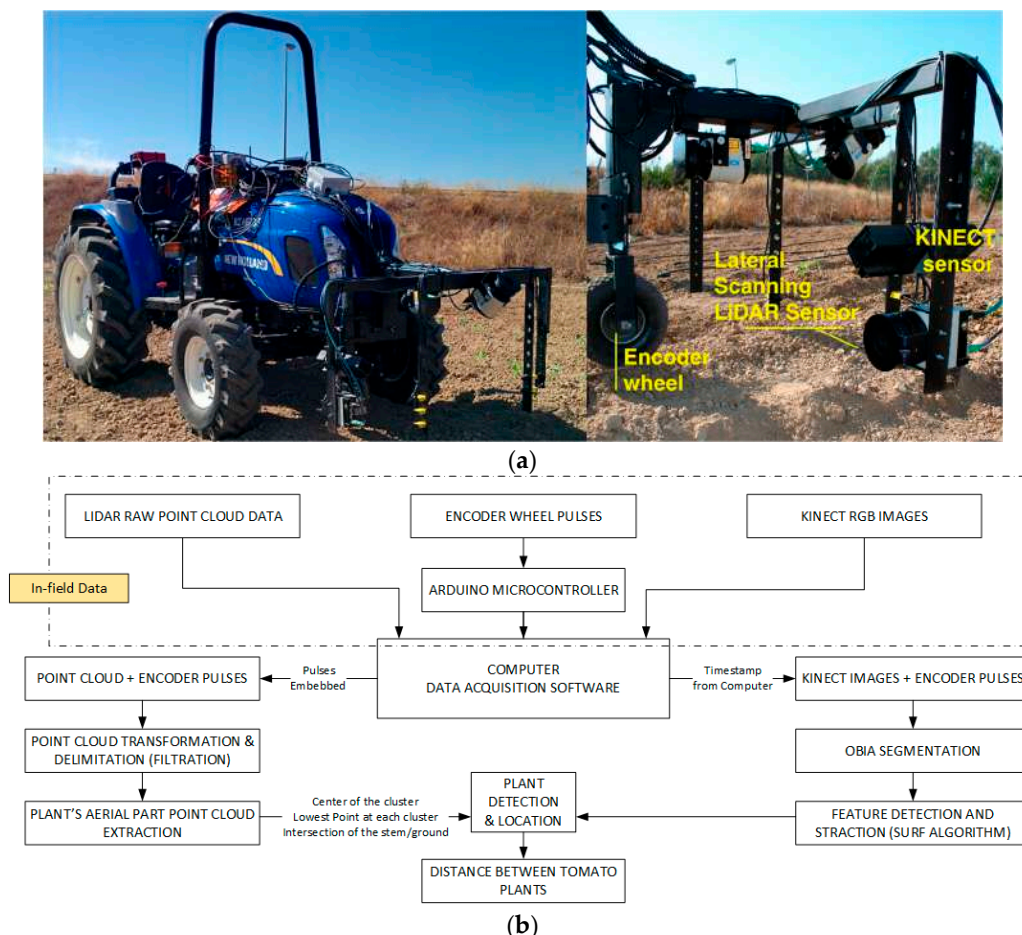 NEW HOLLAND
KINECT
sensor
Lateral
Scanning
LiDAR Sensor
Encoder
wheel
(a)
LIDAR RAW POINT CLOUD DATA
ENCODER WHEEL PULSES
KINECT RGB IMAGES
In-field Data
ARDUINO MICROCONTROLLER
COMPUTER
DATA ACQUISITION SOFTWARE
POINT CLOUD + ENCODER PULSES
Pulses
Embebbed
Timestamp
from Computer
KINECT IMAGES + ENCODER PULSES
POINT CLOUD TRANSFORMATION &
DELIMITATION (FILTRATION)
OBIA SEGMENTATION
PLANT'S AERIAL PART POINT CLOUD
EXTRACTION
Center of the cluster
Lowest Point at each cluster
Intersection of the stem/ground
PLANT
DETECTION
& LOCATION
FEATURE DETECTION AND
STRACTION (SURF ALGORITHM)
DISTANCE BETWEEN TOMATO
PLANTS
(b)